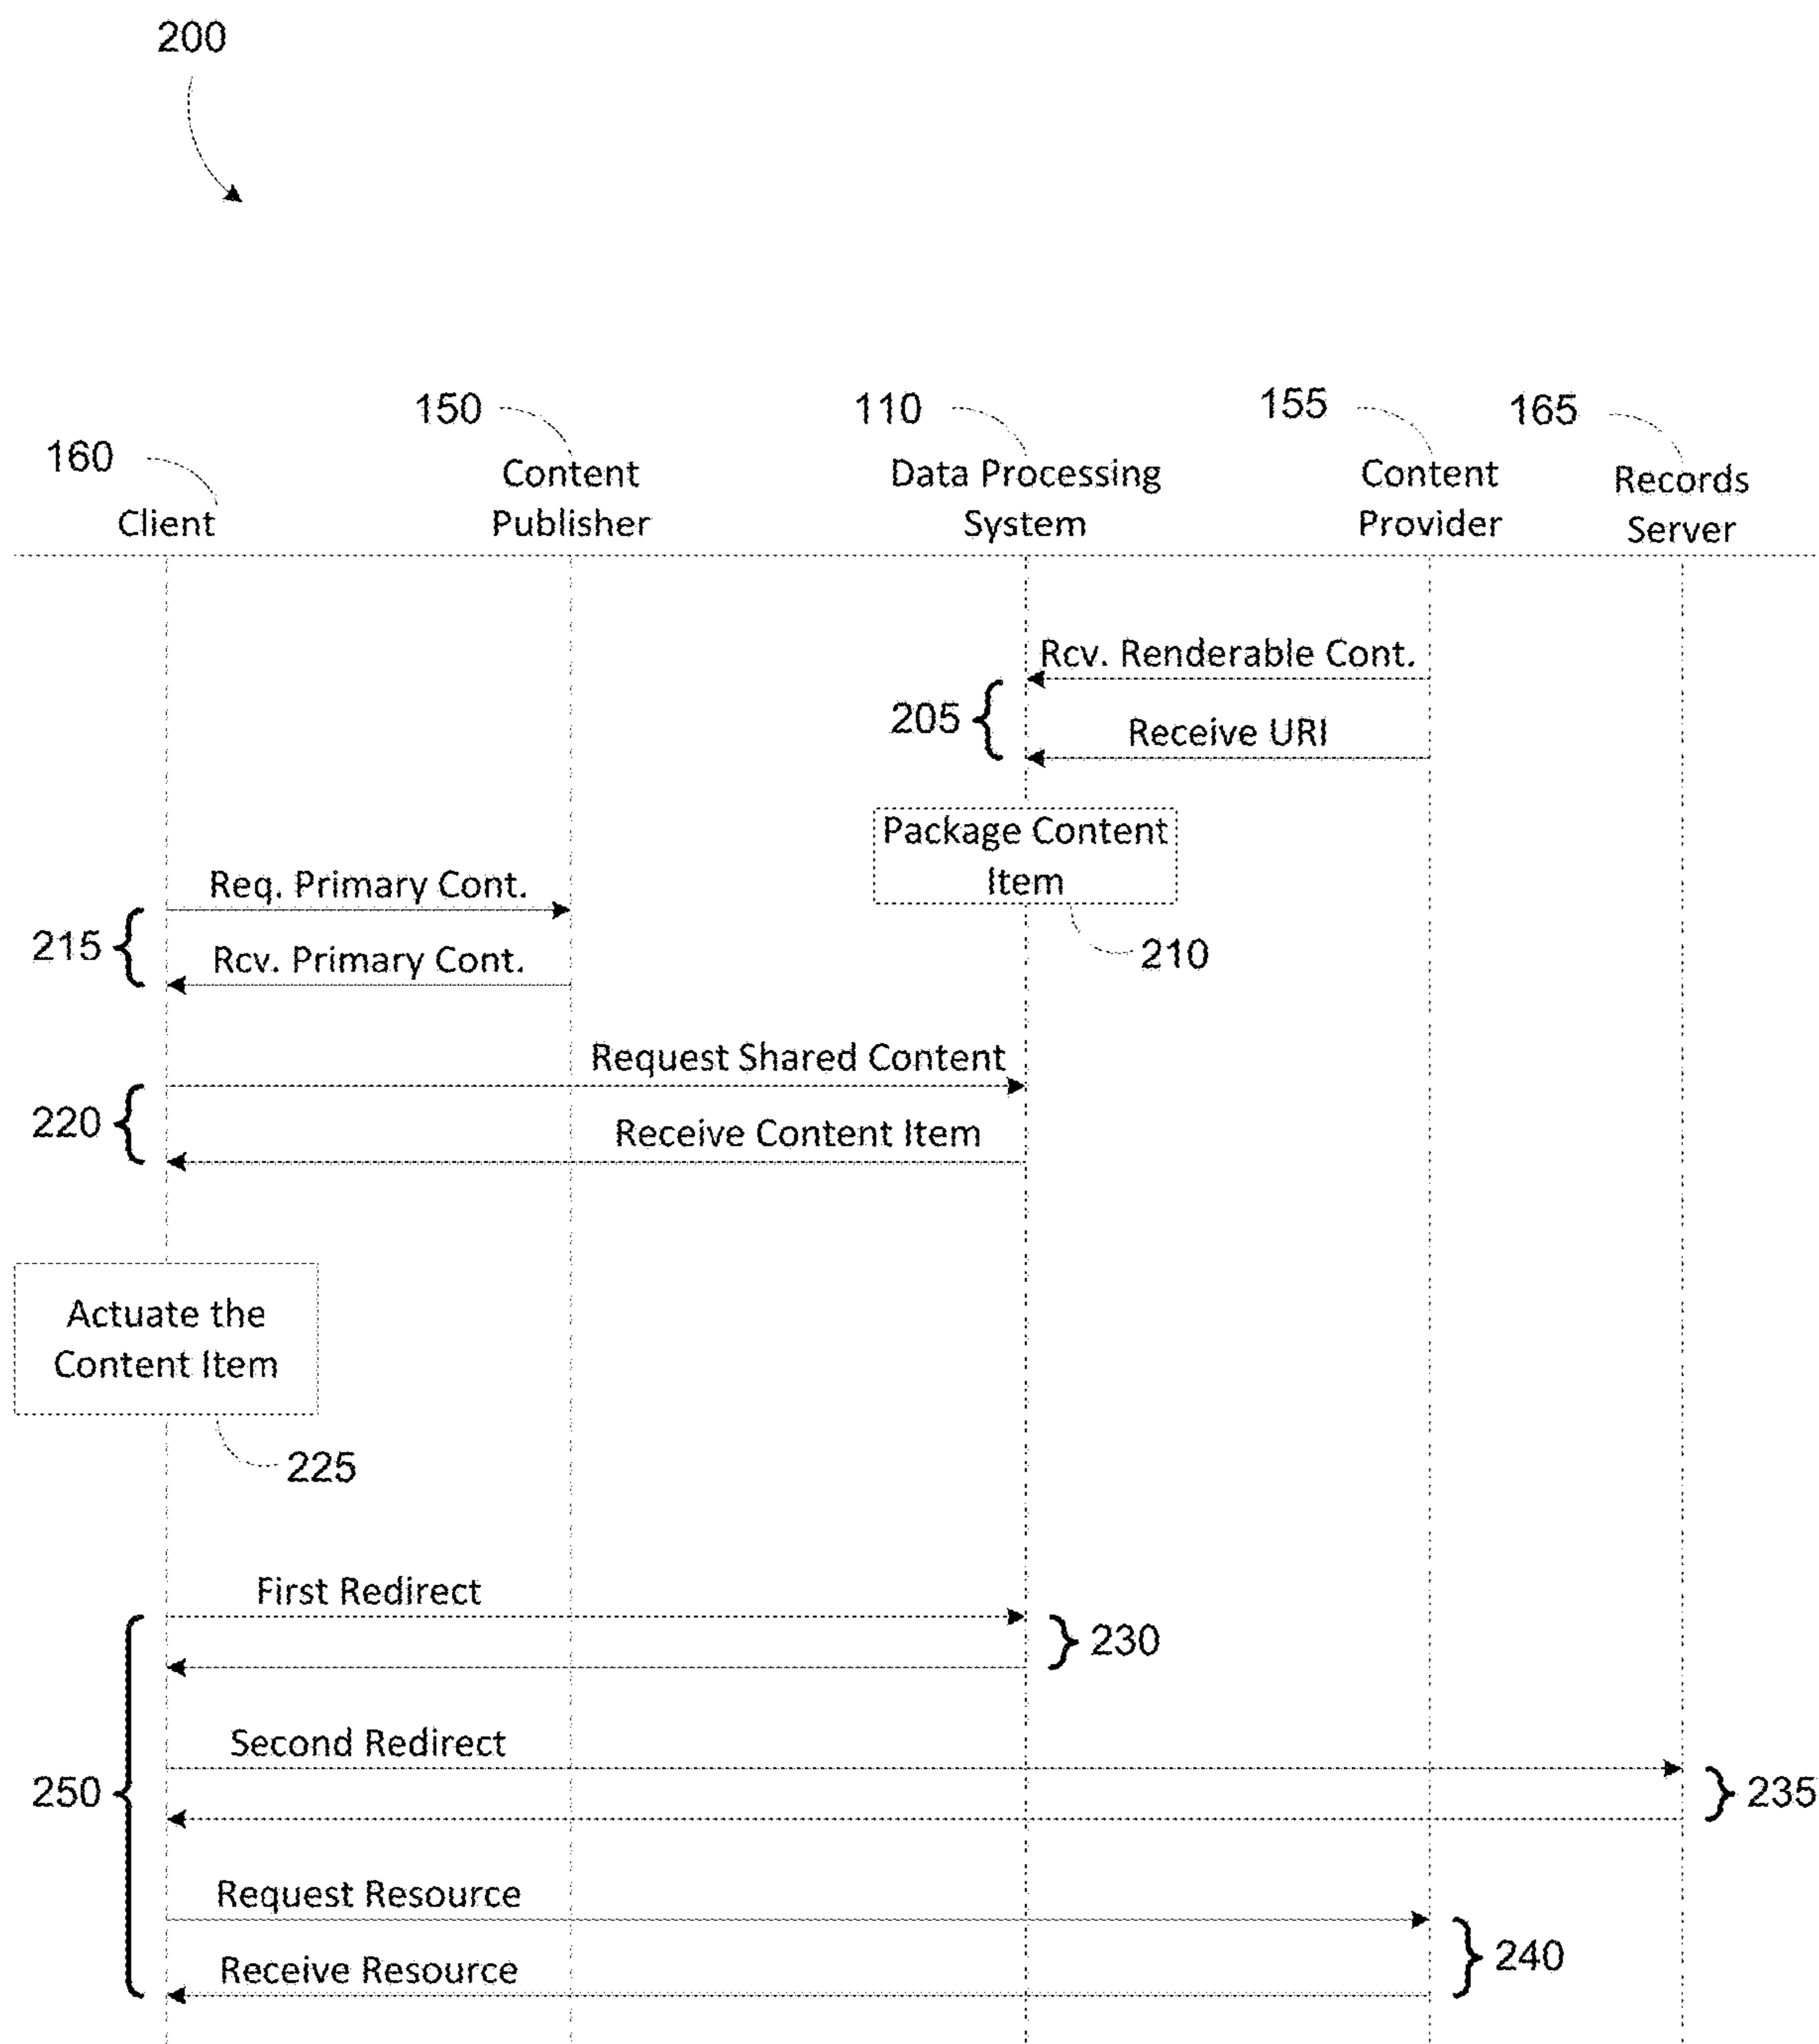 200
150
110
155
165
160
Client
Content
Publisher
Data Processing
System
Content
Provider
Records
Server
Rcv. Renderable Cont.
205
Receive URI
Package Content
Item
210
Req. Primary Cont.
215
Rcv. Primary Cont.
Request Shared Content
220
Receive Content Item
Actuate the
Content Item
225
First Redirect
230
Second Redirect
250
235
Request Resource
240
Receive Resource